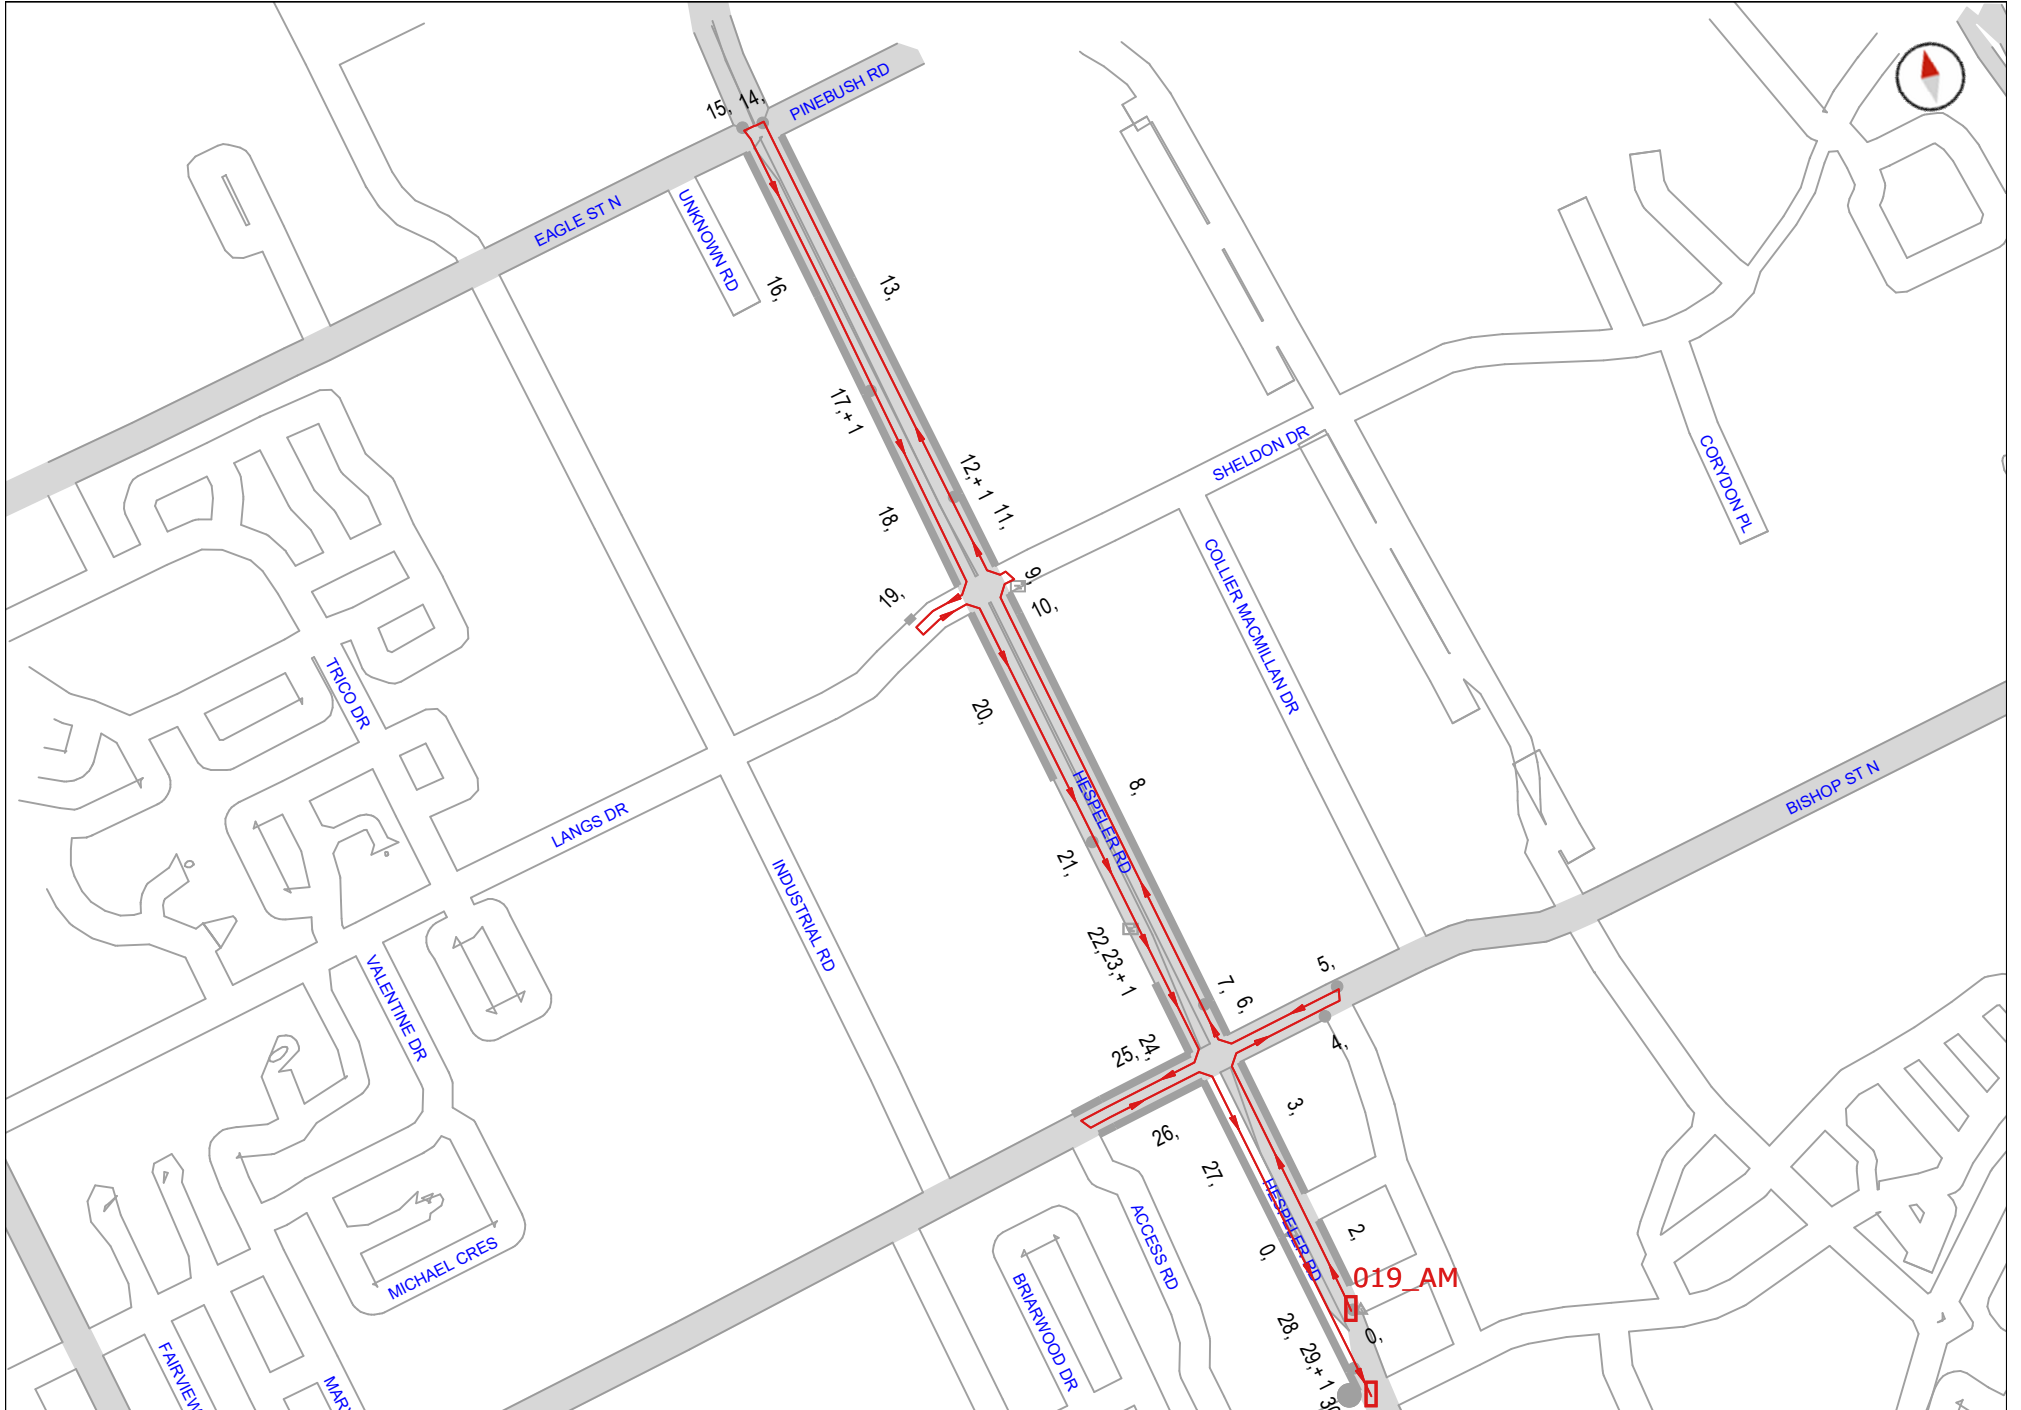 15, 14,
PINEBUSH RD
EAGLE ST N
UNKNOWN RD
16,
13,
17,+ 1
12,+ 1
11,
18,
SHELDON DR
CORYDON PL
COLLIER MACMILLAN DR
19,
9,
10,
20,
TRICO DR
HESPELER RD
8,
BISHOP ST N
LANGS DR
21,
INDUSTRIAL RD
22,23,+ 1
7,
6,
5,
VALENTINE DR
25,
24,
4,
3,
26,
27,
HESPELER RD
2,
0,
ACCESS RD
MICHAEL CRES
019_AM
BRIARWOOD DR
28,
29,+ 1
0,
FAIRVIEW
MARY